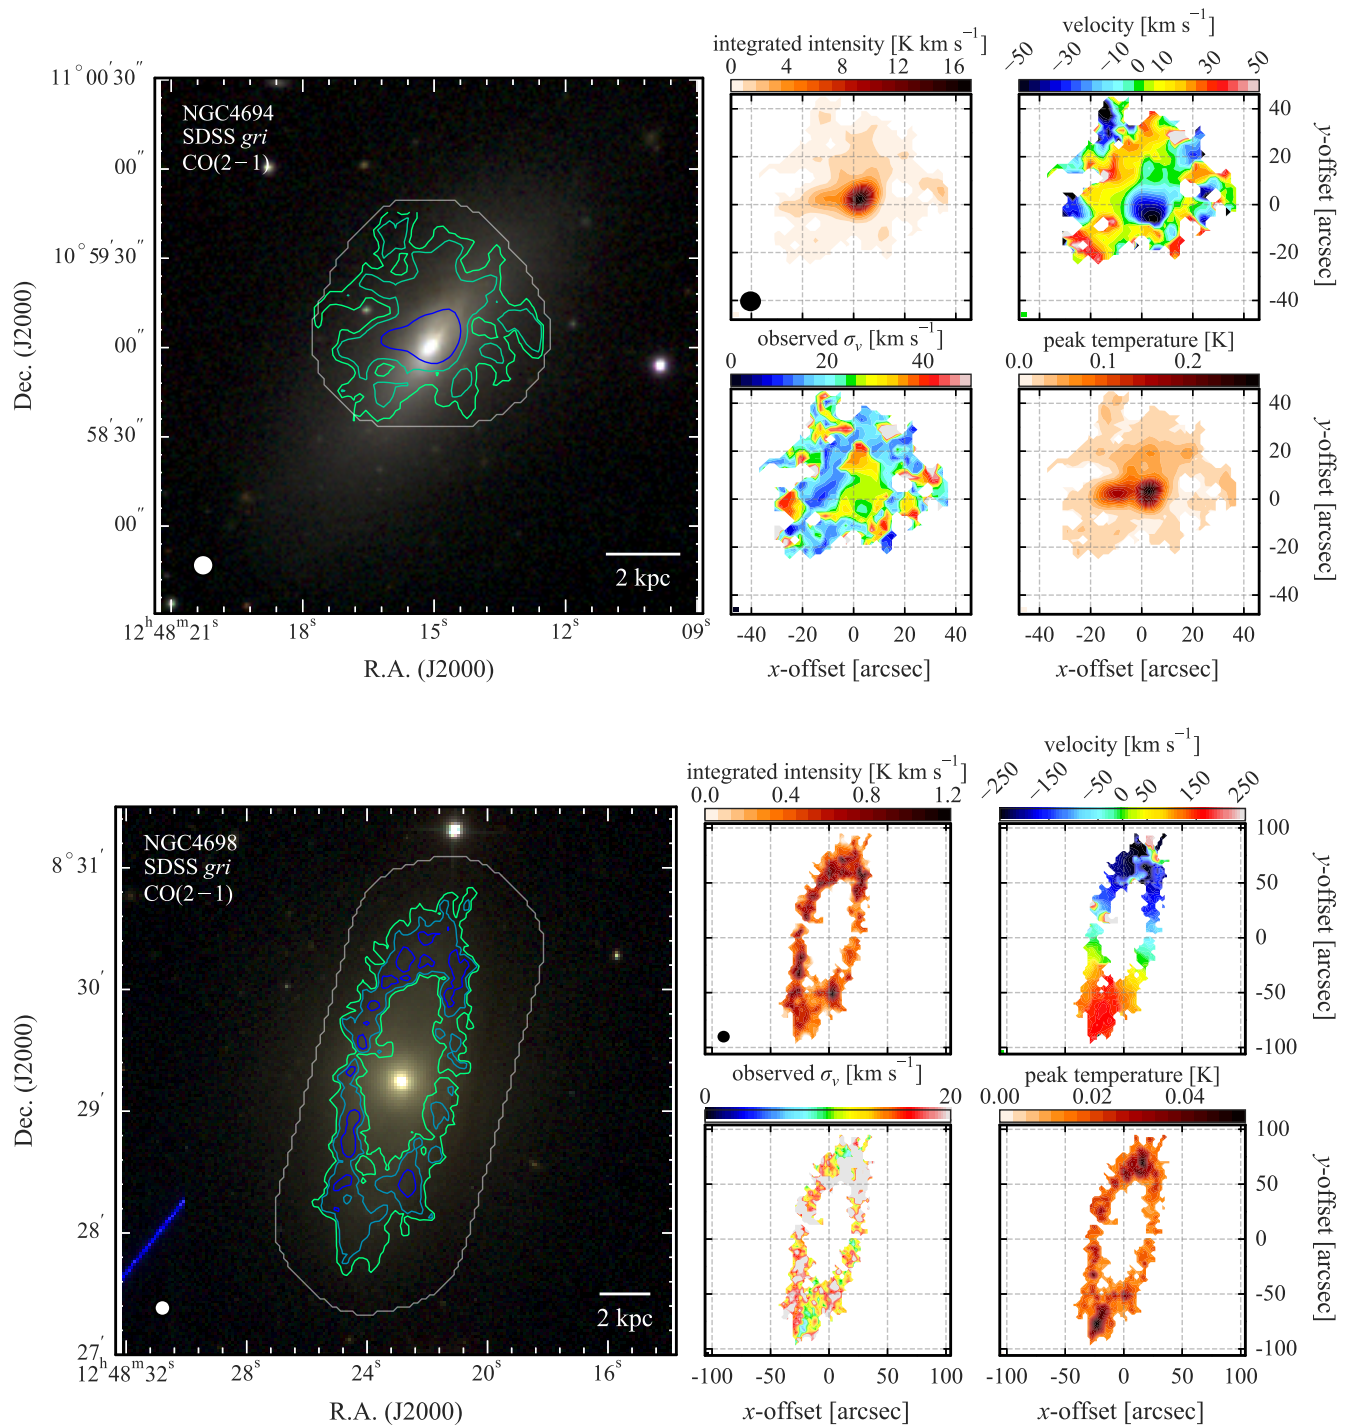 NGC4694
SDSS gri
CO(2−1)
11°00′30″
00″
10°59′30″
00″
58′30″
00″
Dec. (J2000)
2 kpc
12ʰ48ᵐ21ˢ 18ˢ 15ˢ 12ˢ 09ˢ
R.A. (J2000)
integrated intensity [K km s⁻¹]
0 4 8 12 16
velocity [km s⁻¹]
−50 −30 −10 0 10 30 50
40
20
0
-20
-40
y-offset [arcsec]
observed σᵥ [km s⁻¹]
0 20 40
peak temperature [K]
0.0 0.1 0.2
40
20
0
-20
-40
y-offset [arcsec]
-40 -20 0 20 40
-40 -20 0 20 40
x-offset [arcsec]
x-offset [arcsec]
NGC4698
SDSS gri
CO(2−1)
8°31′
30′
29′
28′
27′
Dec. (J2000)
2 kpc
12ʰ48ᵐ32ˢ 28ˢ 24ˢ 20ˢ 16ˢ
R.A. (J2000)
integrated intensity [K km s⁻¹]
0.0 0.4 0.8 1.2
velocity [km s⁻¹]
−250 −150 −50 0 50 150 250
100
50
0
-50
-100
y-offset [arcsec]
observed σᵥ [km s⁻¹]
0 20
peak temperature [K]
0.00 0.02 0.04
100
50
0
-50
-100
y-offset [arcsec]
-100 -50 0 50 100
-100 -50 0 50 100
x-offset [arcsec]
x-offset [arcsec]